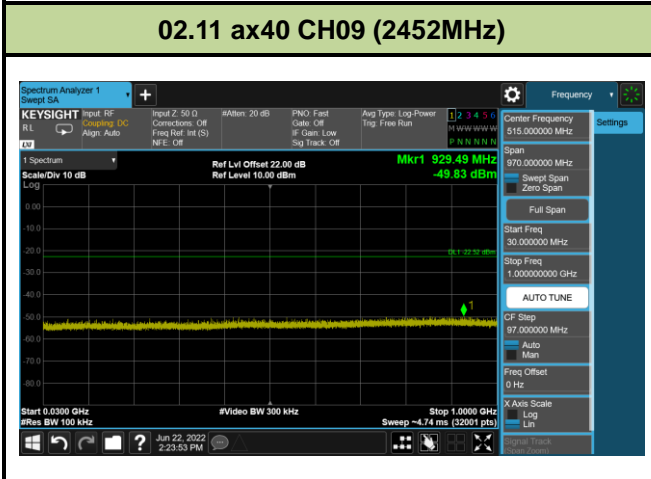 02.11 ax40 CH09 (2452MHz)
Spectrum Analyzer 1
Swept SA
Frequency
KEYSIGHT
RL
Input: RF
Coupling: DC
Align: Auto
Input Z: 50 Ω
Corrections: Off
Freq Ref: Int (S)
NFE: Off
#Atten: 20 dB
PNO: Fast
Gate: Off
IF Gain: Low
Sig Track: Off
Avg Type: Log-Power
Trig: Free Run
1 2 3 4 5 6
M W W W W W
P N N N N N
LXI
1 Spectrum
Scale/Div 10 dB
Log
Ref Lvl Offset 22.00 dB
Ref Level 10.00 dBm
Mkr1 929.49 MHz
-49.83 dBm
0.00
-10.0
-20.0
-30.0
-40.0
-50.0
-60.0
-70.0
-80.0
DL1 -22.52 dBm
1
Start 0.0300 GHz
#Res BW 100 kHz
#Video BW 300 kHz
Stop 1.0000 GHz
Sweep ~4.74 ms (32001 pts)
Center Frequency
515.000000 MHz
Settings
Span
970.000000 MHz
Swept Span
Zero Span
Full Span
Start Freq
30.000000 MHz
Stop Freq
1.000000000 GHz
AUTO TUNE
CF Step
97.000000 MHz
Auto
Man
Freq Offset
0 Hz
X Axis Scale
Log
Lin
Signal Track
(Span Zoom)
Jun 22, 2022
2:23:53 PM